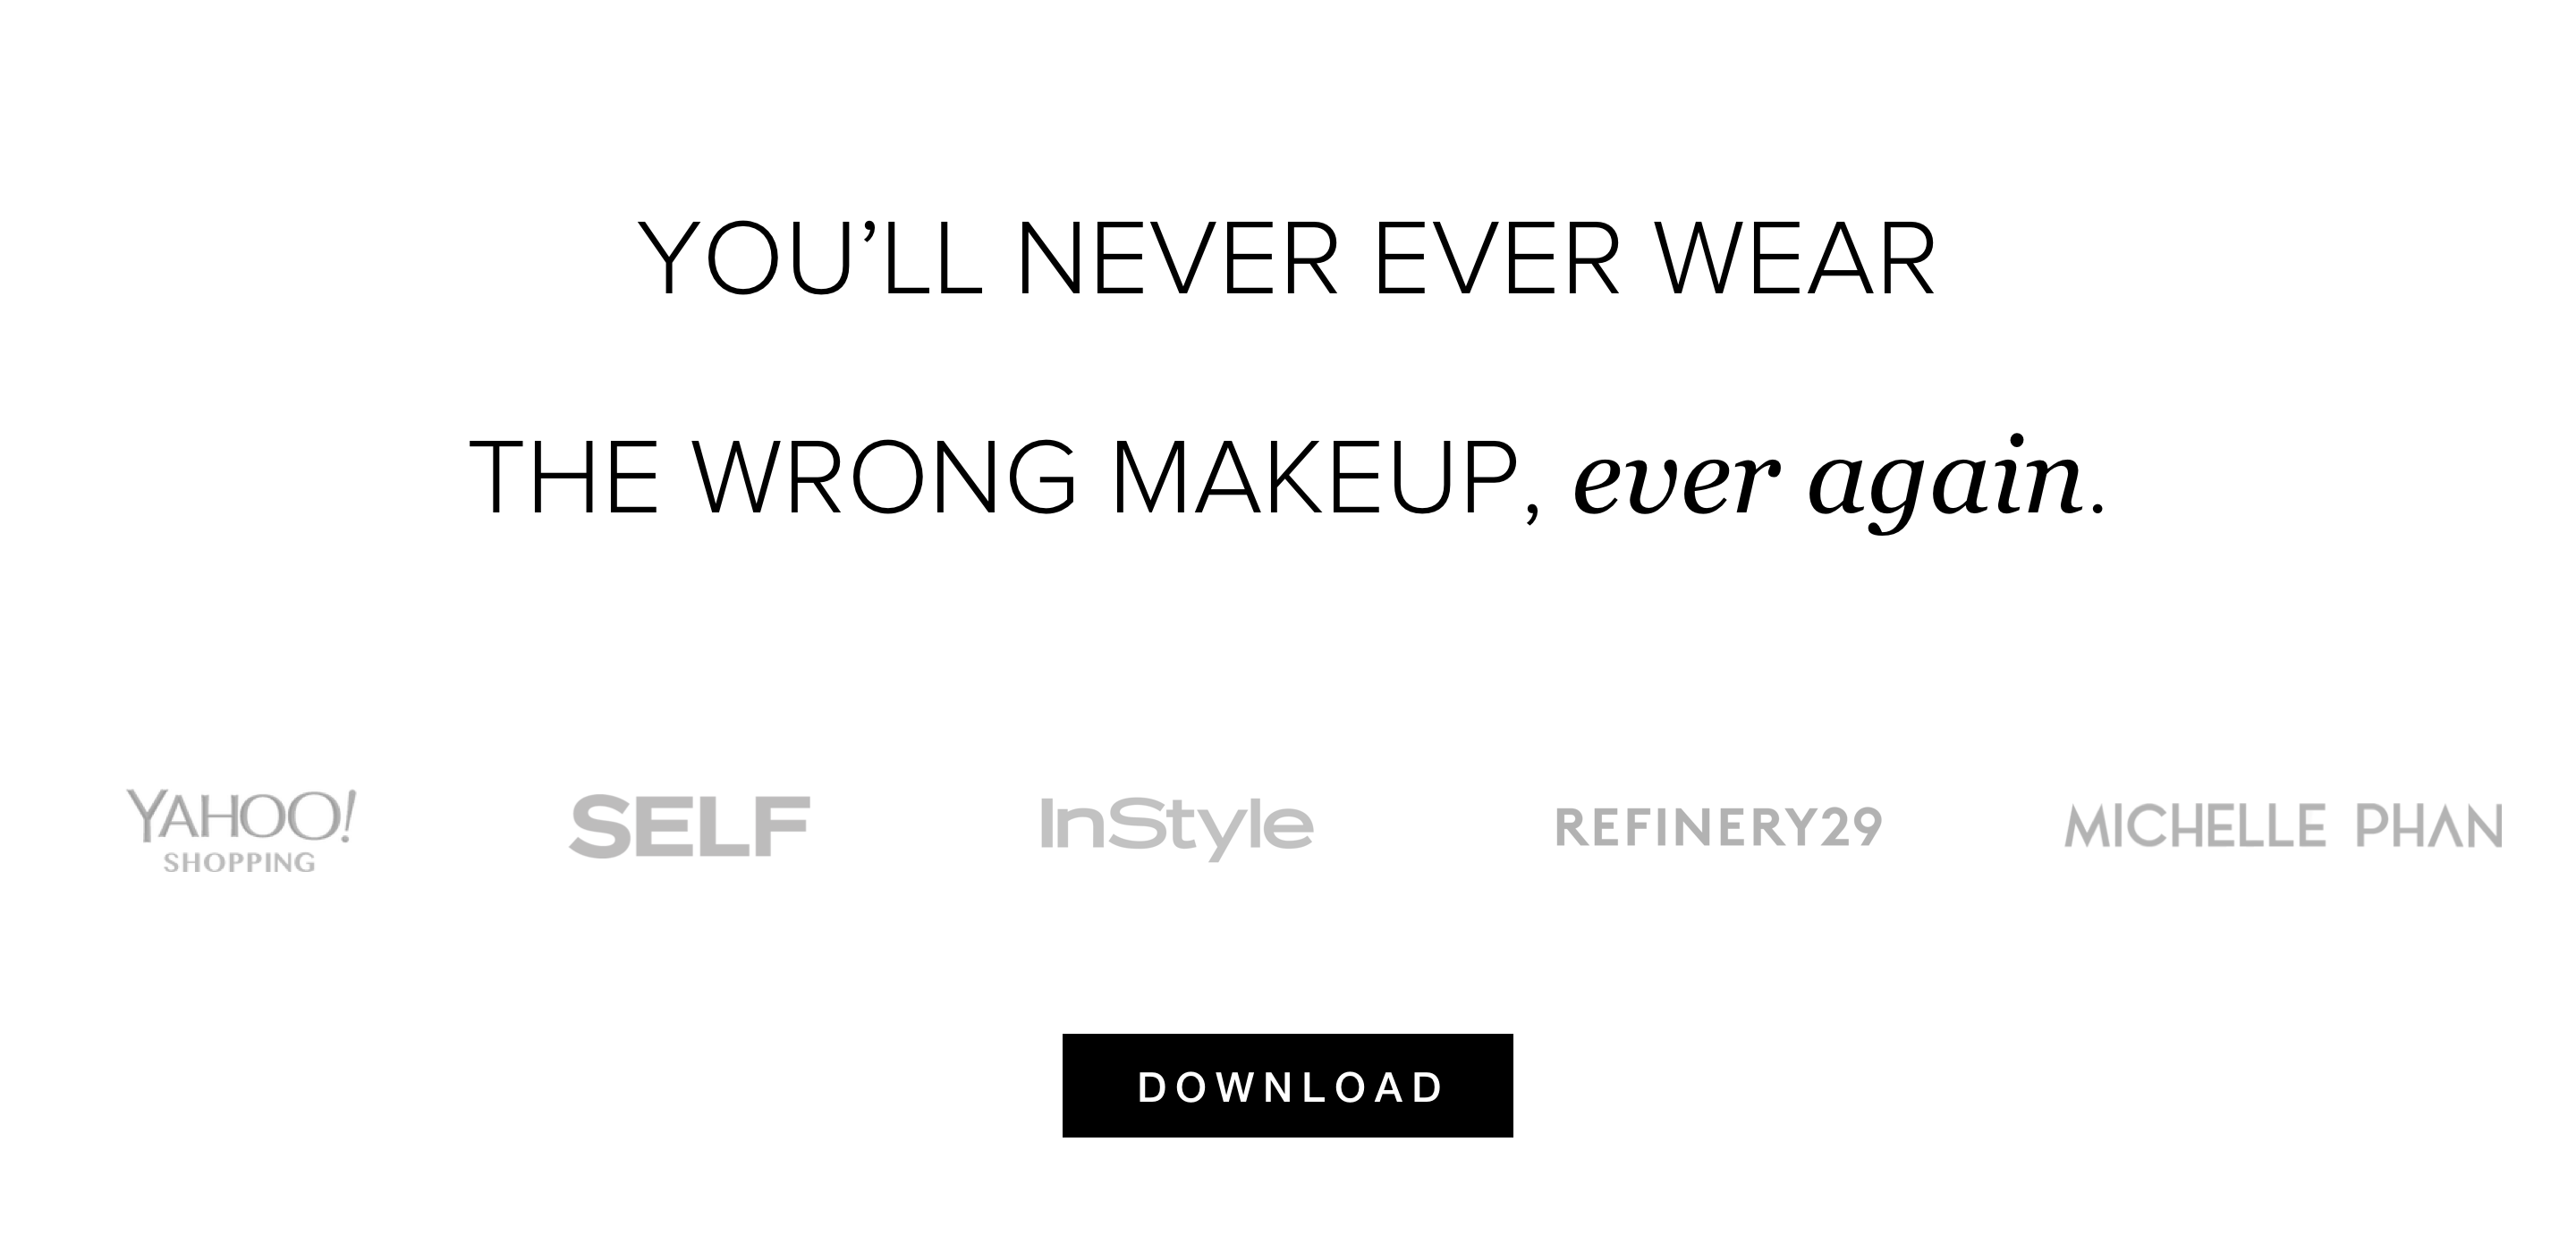 YOU’LL NEVER EVER WEAR
THE WRONG MAKEUP, ever again.
YAHOO!
SHOPPING
SELF
InStyle
REFINERY29
MICHELLE PHAN
DOWNLOAD